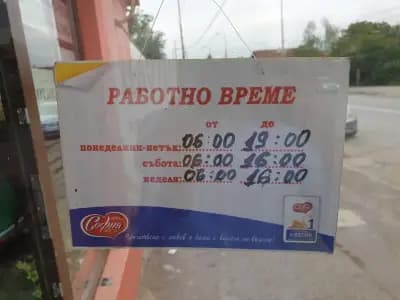 РАБОТНО ВРЕМЕ
от до
понеделник-петък: 06:00 19:00
събота: 06:00 16:00
неделя: 06:00 16:00
София